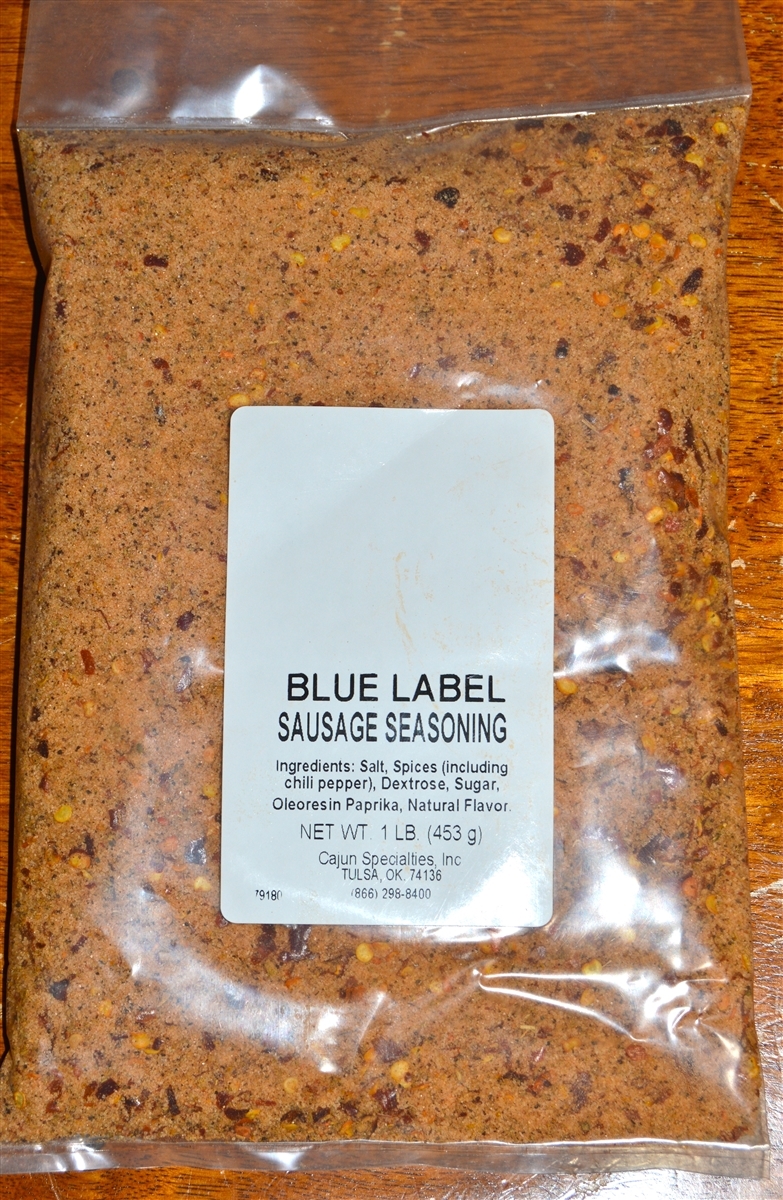 BLUE LABEL
SAUSAGE SEASONING
Ingredients: Salt, Spices (including
chili pepper), Dextrose, Sugar,
Oleoresin Paprika, Natural Flavor.
NET WT. 1 LB. (453 g)
Cajun Specialties, Inc
TULSA, OK. 74136
79180 (866) 298-8400